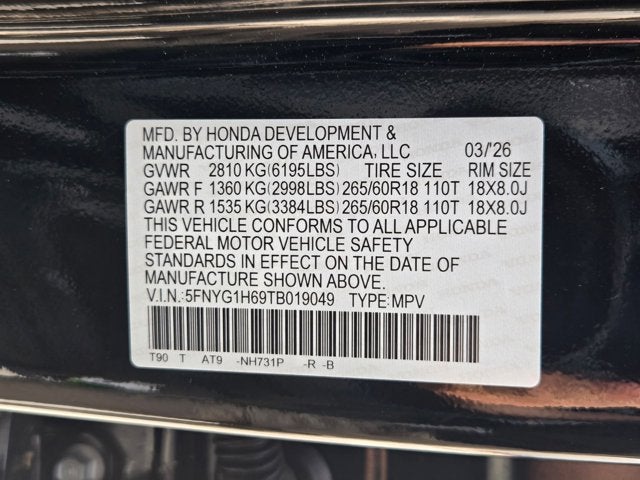 MFD. BY HONDA DEVELOPMENT &
MANUFACTURING OF AMERICA, LLC 03/'26
GVWR 2810 KG(6195LBS) TIRE SIZE RIM SIZE
GAWR F 1360 KG(2998LBS) 265/60R18 110T 18X8.0J
GAWR R 1535 KG(3384LBS) 265/60R18 110T 18X8.0J
THIS VEHICLE CONFORMS TO ALL APPLICABLE
FEDERAL MOTOR VEHICLE SAFETY
STANDARDS IN EFFECT ON THE DATE OF
MANUFACTURE SHOWN ABOVE.
V.I.N.:5FNYG1H69TB019049 TYPE:MPV
T90 T AT9 -NH731P -R -B